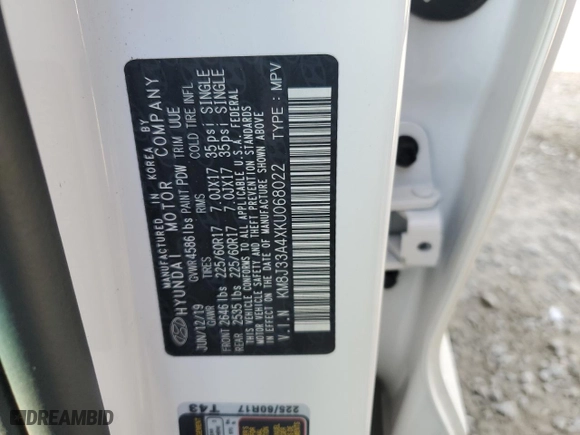 MANUFACTURED IN KOREA BY
HYUNDAI MOTOR COMPANY
GVWR4586lbs PAINT PDW TRIM UUE
JUN/12/19 TIRES RIMS COLD TIRE INFL.
GAWR
FRONT 2646lbs 225/60R17 7.0JX17 35psi SINGLE
REAR 2535lbs 225/60R17 7.0JX17 35psi SINGLE
THIS VEHICLE CONFORMS TO ALL APPLICABLE U.S.A. FEDERAL
MOTOR VEHICLE SAFETY AND THEFT PREVENTION STANDARDS
IN EFFECT ON THE DATE OF MANUFACTURE SHOWN ABOVE
V.I.N KM8J33A4XKU068022 TYPE : MPV
T43
225/60R17
DREAMBID